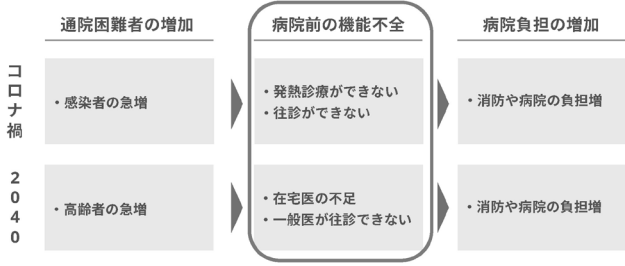 通院困難者の増加
病院前の機能不全
病院負担の増加
コロナ禍
・感染者の急増
・発熱診療ができない
・往診ができない
・消防や病院の負担増
2040
・高齢者の急増
・在宅医の不足
・一般医が往診できない
・消防や病院の負担増